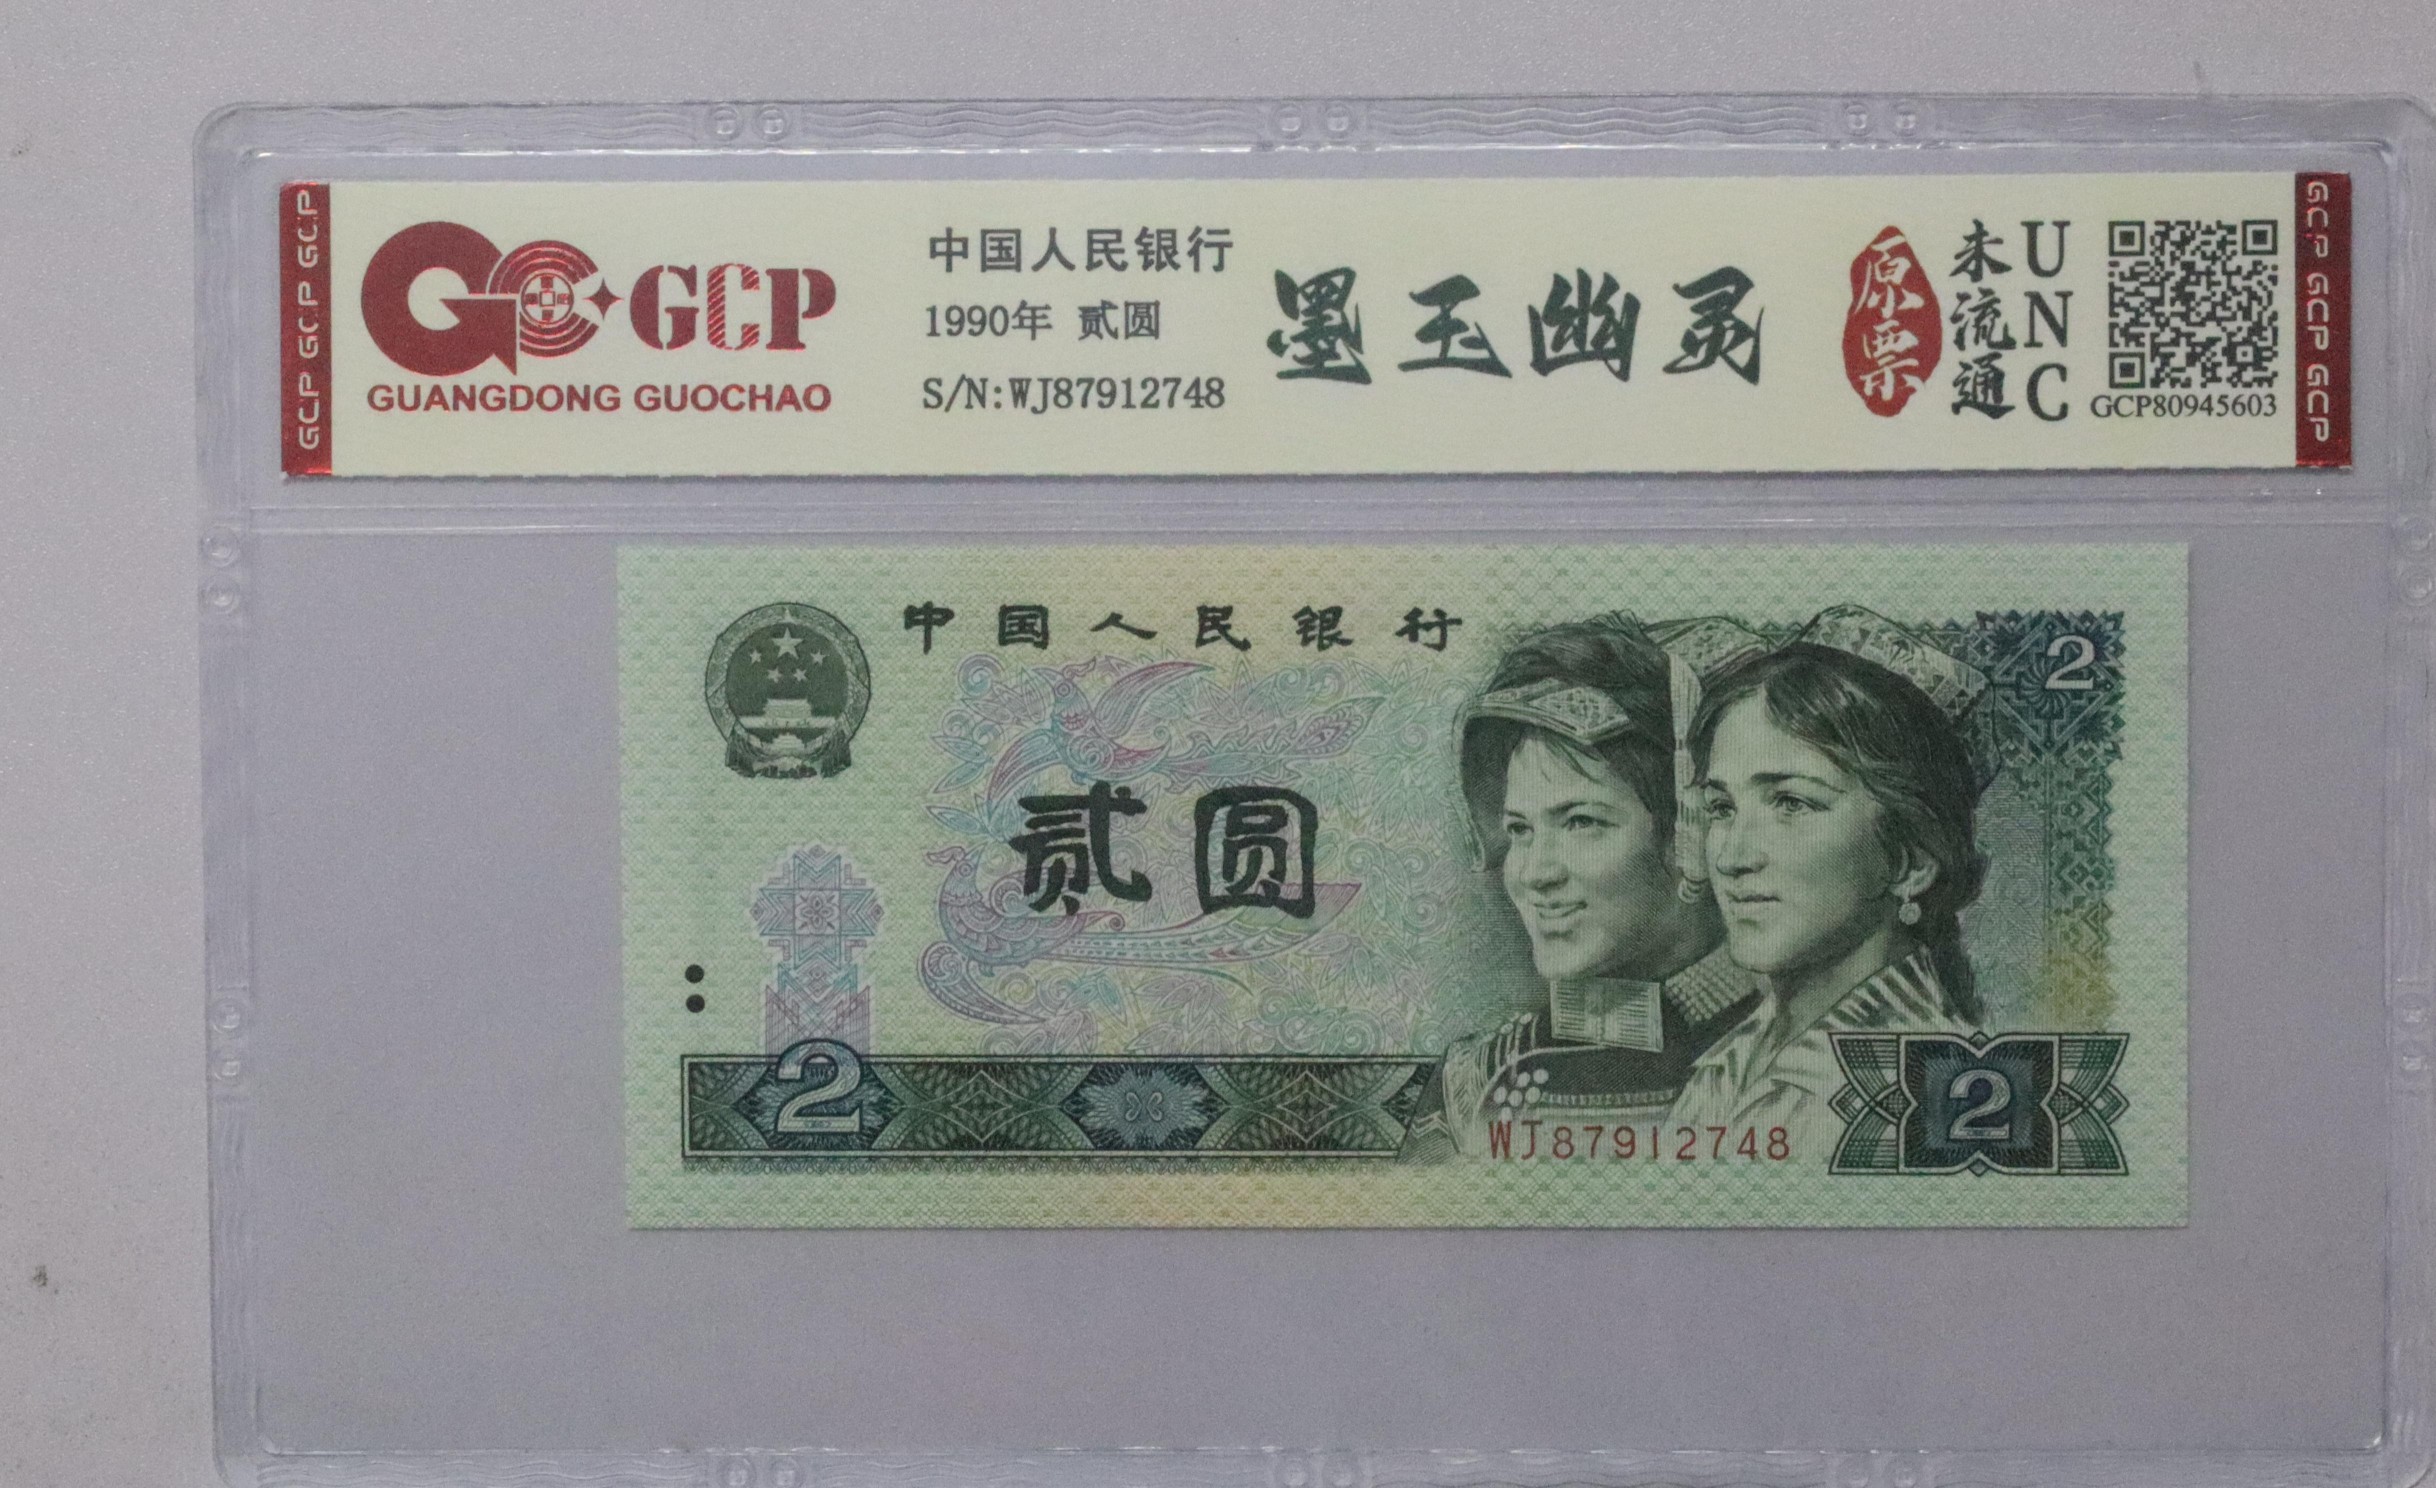 GCP GCP GCP
GCP
GUANGDONG GUOCHAO
中国人民银行
1990年 贰圆
S/N:WJ87912748
墨玉幽灵
原票
未流通
UNC
GCP80945603
GCP GCP GCP
中国人民银行
2
贰圆
2
WJ87912748
2